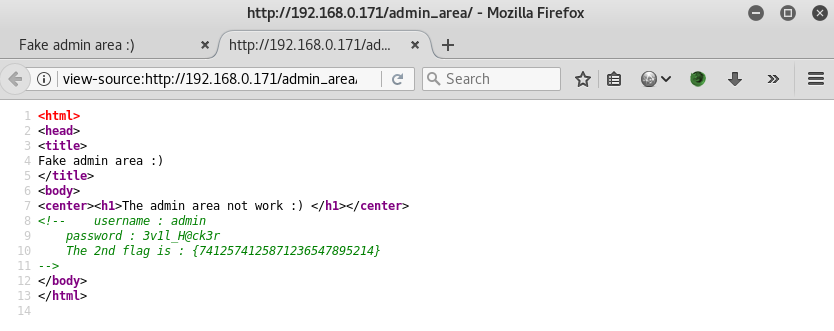 http://192.168.0.171/admin_area/ - Mozilla Firefox
Fake admin area :)
http://192.168.0.171/ad...
view-source:http://192.168.0.171/admin_area/
Search
1 <html>
2 <head>
3 <title>
4 Fake admin area :)
5 </title>
6 <body>
7 <center><h1>The admin area not work :) </h1></center>
8 <!--    username : admin
9     password : 3v1l_H@ck3r
10     The 2nd flag is : {7412574125871236547895214}
11 -->
12 </body>
13 </html>
14